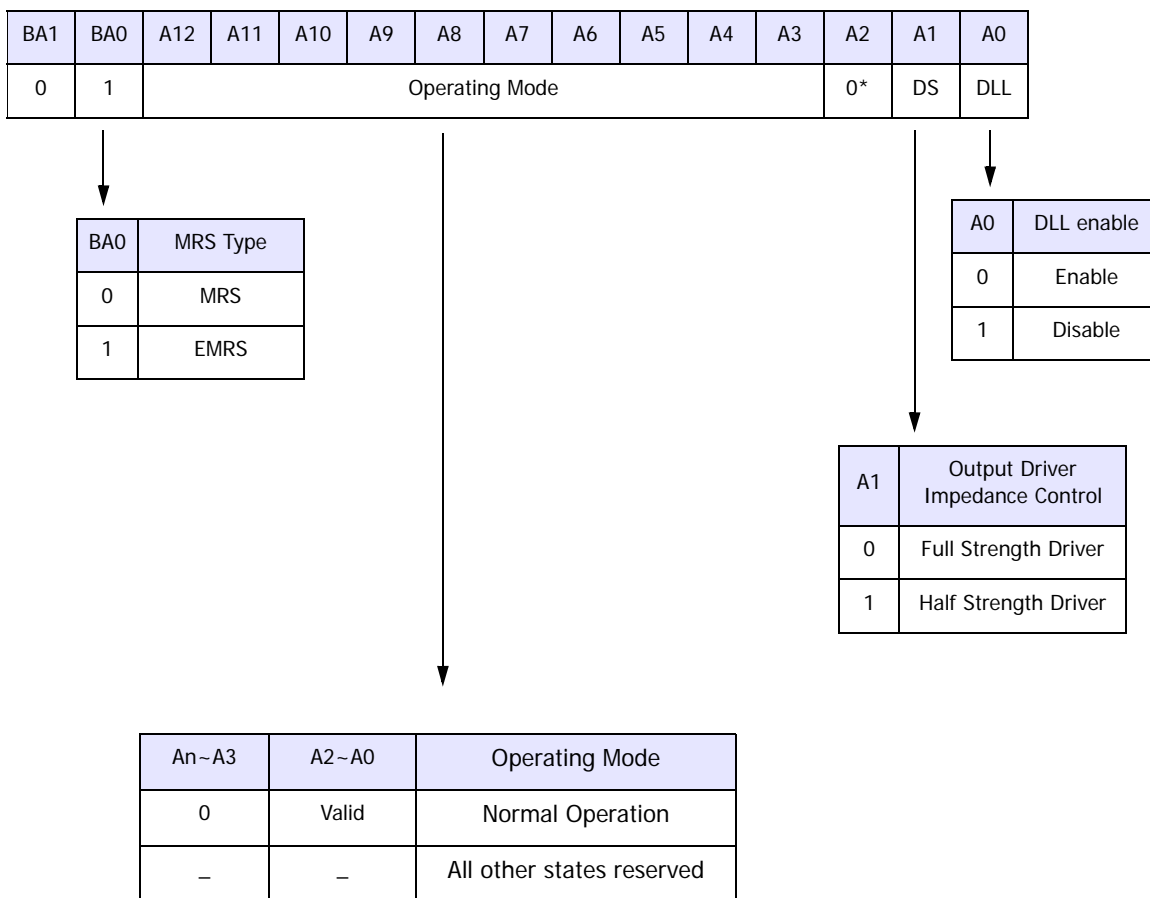 BA1 BA0 A12 A11 A10 A9 A8 A7 A6 A5 A4 A3 A2 A1 A0
0 1 Operating Mode 0* DS DLL
BA0 MRS Type
0 MRS
1 EMRS
A0 DLL enable
0 Enable
1 Disable
A1 Output Driver
Impedance Control
0 Full Strength Driver
1 Half Strength Driver
An~A3 A2~A0 Operating Mode
0 Valid Normal Operation
_ _ All other states reserved